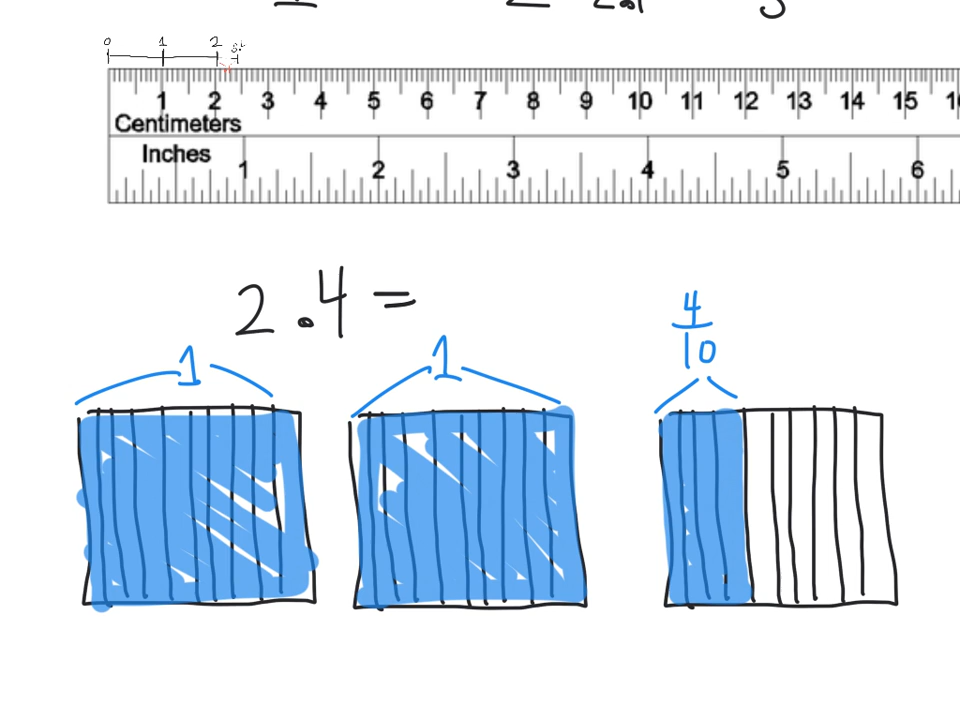 0 1 2
1 2 3 4 5 6 7 8 9 10 11 12 13 14 15
Centimeters
Inches
1 2 3 4 5 6
2.4 =
4
10
1 1